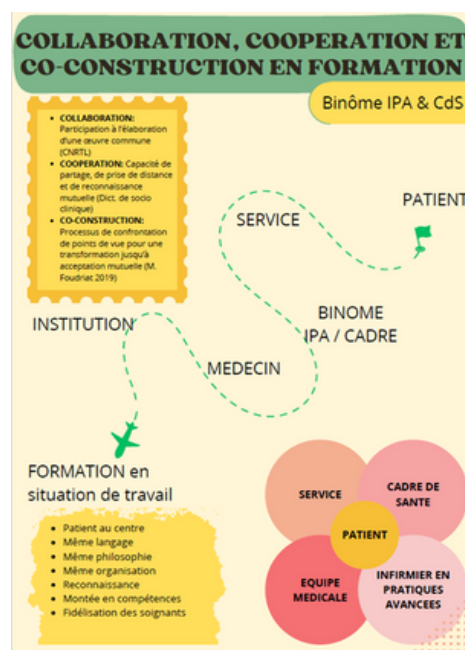 COLLABORATION, COOPERATION ET
CO-CONSTRUCTION EN FORMATION
Binôme IPA & CdS
• COLLABORATION:
Participation à l'élaboration
d'une œuvre commune
(CNRTL)
• COOPERATION: Capacité de
partage, de prise de distance
et de reconnaissance
mutuelle (Dict. de socio
clinique)
• CO-CONSTRUCTION:
Processus de confrontation
de points de vue pour une
transformation jusqu'à
acceptation mutuelle (M.
Foudriat 2019)
PATIENT
SERVICE
INSTITUTION
BINOME
IPA / CADRE
MEDECIN
FORMATION en
situation de travail
• Patient au centre
• Même langage
• Même philosophie
• Même organisation
• Reconnaissance
• Montée en compétences
• Fidélisation des soignants
SERVICE
CADRE DE
SANTE
PATIENT
EQUIPE
MEDICALE
INFIRMIER EN
PRATIQUES
AVANCEES